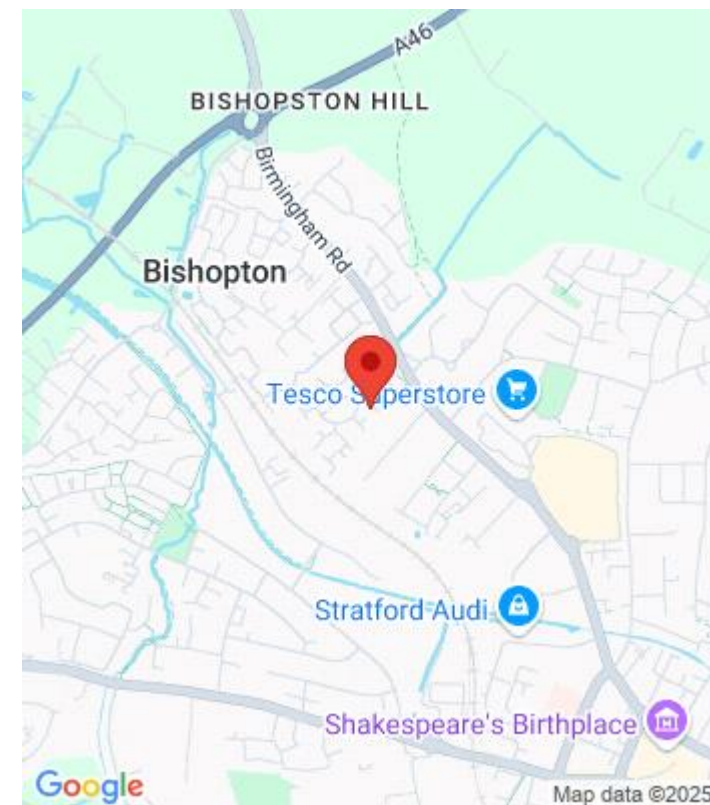 A46
BISHOPSTON HILL
Birmingham Rd
Bishopton
Tesco Superstore
Stratford Audi
Shakespeare's Birthplace
Google
Map data ©2025